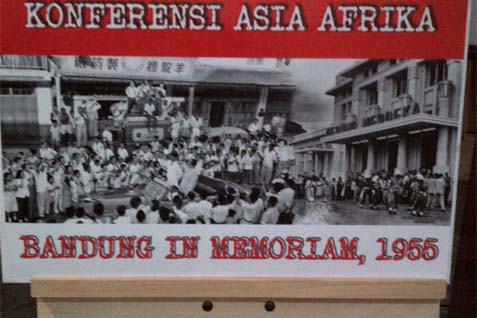 KONFERENSI ASIA AFRIKA
BANDUNG IN MEMORIAM, 1955